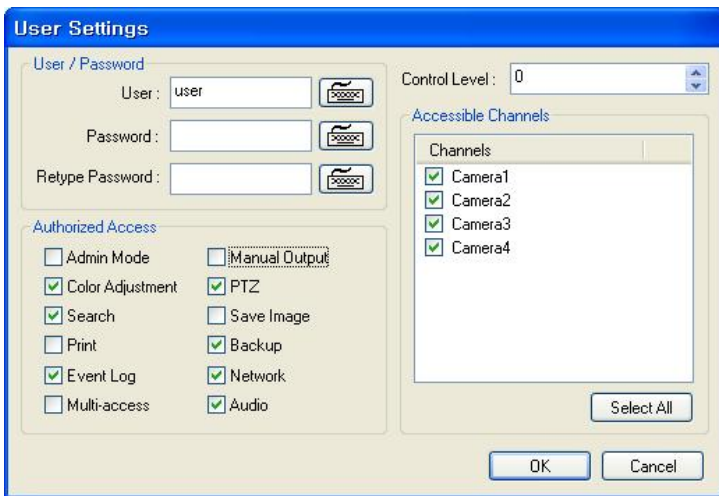 User Settings
User / Password
User : user
Password :
Retype Password :
Control Level : 0
Accessible Channels
Channels
Camera1
Camera2
Camera3
Camera4
Select All
Authorized Access
Admin Mode Manual Output
Color Adjustment PTZ
Search Save Image
Print Backup
Event Log Network
Multi-access Audio
OK Cancel